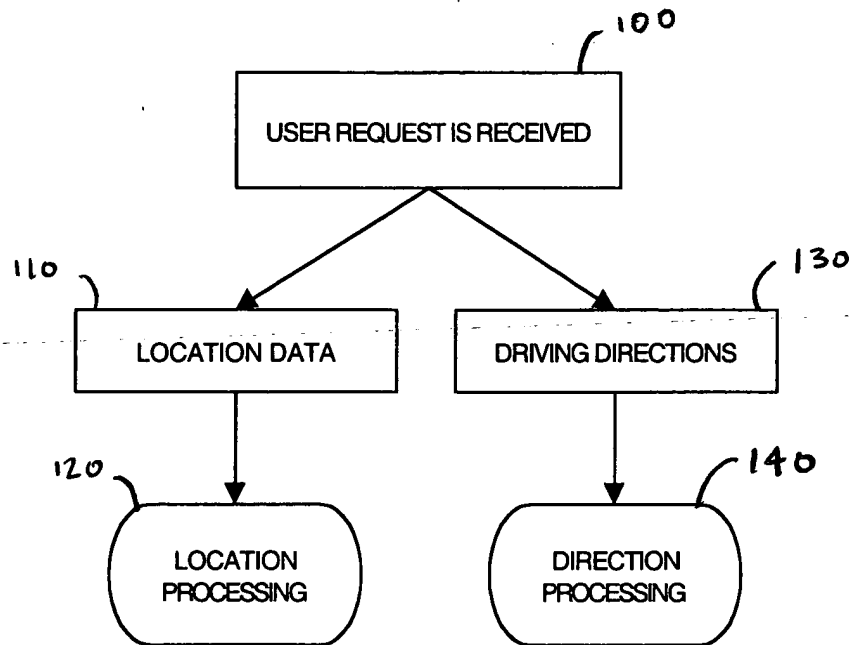 100
USER REQUEST IS RECEIVED
110
130
LOCATION DATA
DRIVING DIRECTIONS
120
140
LOCATION
PROCESSING
DIRECTION
PROCESSING